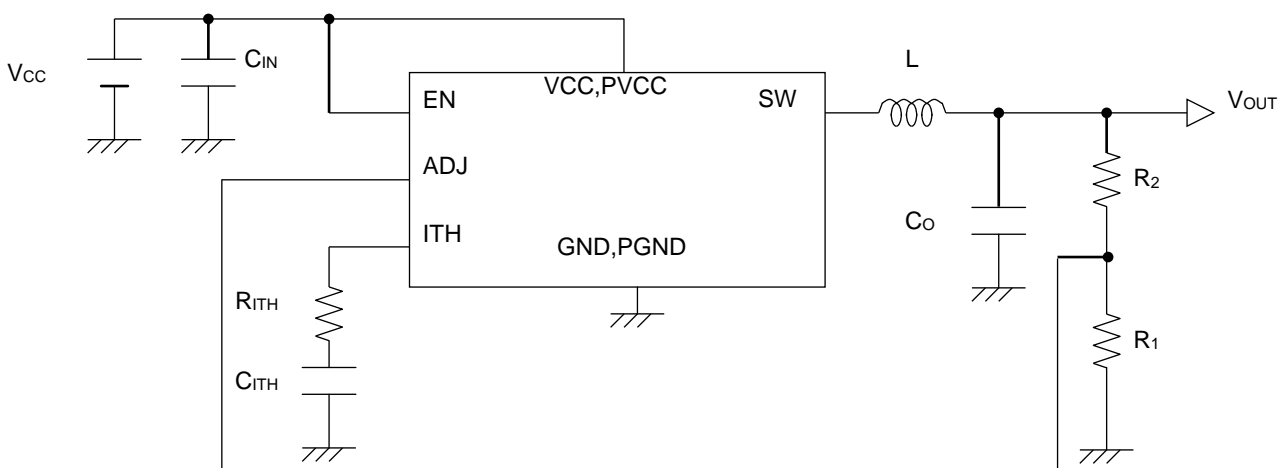 VCC
CIN
EN
VCC,PVCC
SW
L
VOUT
ADJ
ITH
GND,PGND
CO
R2
RITH
R1
CITH